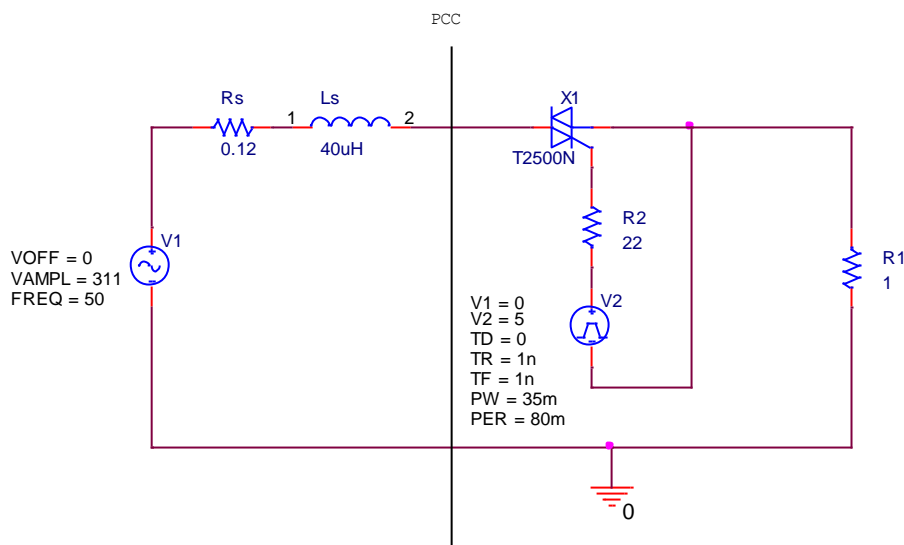 PCC
Rs
0.12
1
Ls
2
40uH
X1
T2500N
R2
22
R1
1
V1
VOFF = 0
VAMPL = 311
FREQ = 50
V2
V1 = 0
V2 = 5
TD = 0
TR = 1n
TF = 1n
PW = 35m
PER = 80m
0